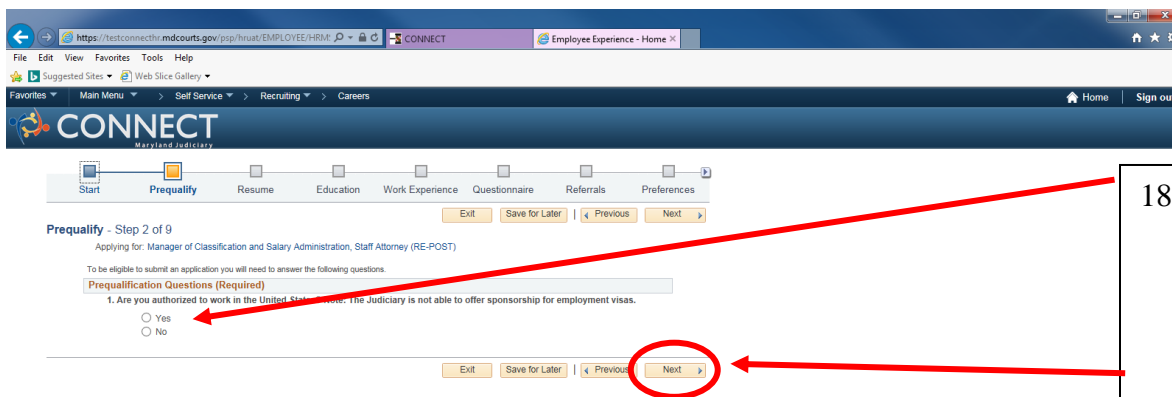 https://testconnecthr.mdcourts.gov/psp/hruat/EMPLOYEE/HRMS
CONNECT
Employee Experience - Home
File Edit View Favorites Tools Help
Suggested Sites Web Slice Gallery
Favorites Main Menu > Self Service > Recruiting > Careers
Home Sign out
CONNECT
Maryland Judiciary
Start Prequalify Resume Education Work Experience Questionnaire Referrals Preferences
Exit Save for Later | Previous Next
Prequalify - Step 2 of 9
Applying for: Manager of Classification and Salary Administration, Staff Attorney (RE-POST)
To be eligible to submit an application you will need to answer the following questions.
Prequalification Questions (Required)
1. Are you authorized to work in the United States? Note: The Judiciary is not able to offer sponsorship for employment visas.
Yes
No
Exit Save for Later | Previous Next
18